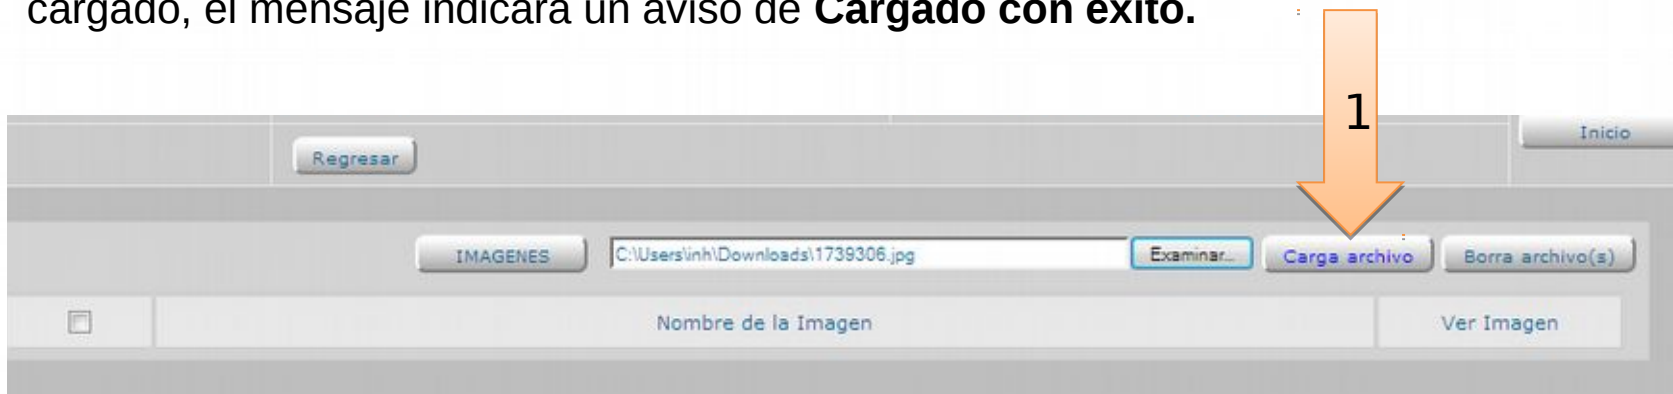 cargado, el mensaje indicará un aviso de Cargado con éxito.
1
Inicio
Regresar
IMAGENES C:\Users\inh\Downloads\1739306.jpg Examinar... Carga archivo Borra archivo(s)
Nombre de la Imagen Ver Imagen